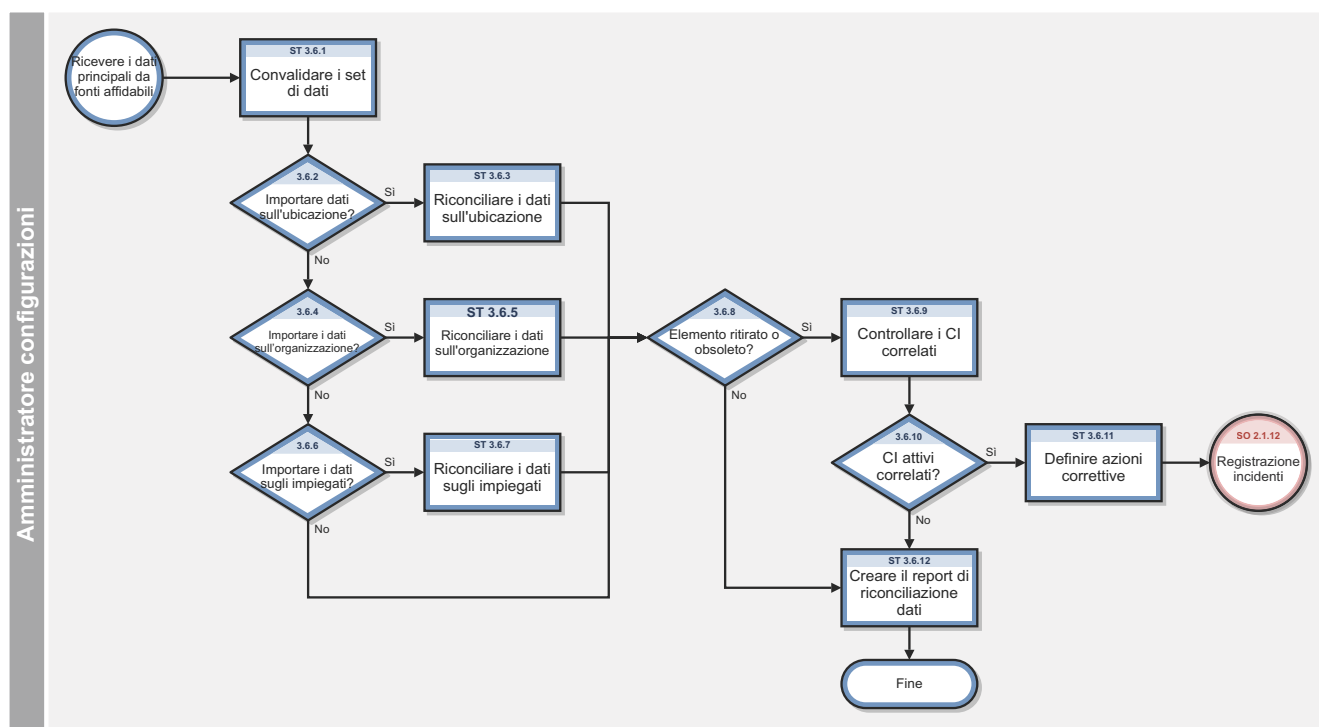 Amministratore configurazioni
Ricevere i dati
principali da
fonti affidabili
ST 3.6.1
Convalidare i set
di dati
3.6.2
Importare dati
sull'ubicazione?
Sì
No
ST 3.6.3
Riconciliare i dati
sull'ubicazione
3.6.4
Importare i dati
sull'organizzazione?
Sì
No
ST 3.6.5
Riconciliare i dati
sull'organizzazione
3.6.6
Importare i dati
sugli impiegati?
Sì
No
ST 3.6.7
Riconciliare i dati
sugli impiegati
3.6.8
Elemento ritirato o
obsoleto?
Sì
No
ST 3.6.9
Controllare i CI
correlati
3.6.10
CI attivi
correlati?
Sì
No
ST 3.6.11
Definire azioni
correttive
SO 2.1.12
Registrazione
incidenti
ST 3.6.12
Creare il report di
riconciliazione
dati
Fine